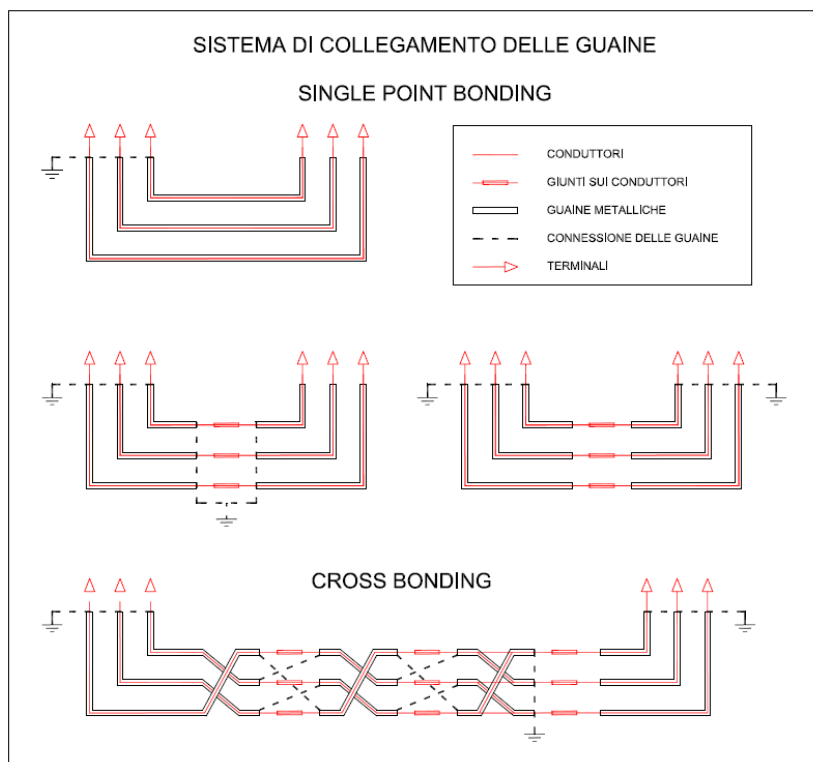 SISTEMA DI COLLEGAMENTO DELLE GUAINE
SINGLE POINT BONDING
CONDUTTORI
GIUNTI SUI CONDUTTORI
GUAINE METALLICHE
CONNESSIONE DELLE GUAINE
TERMINALI
CROSS BONDING